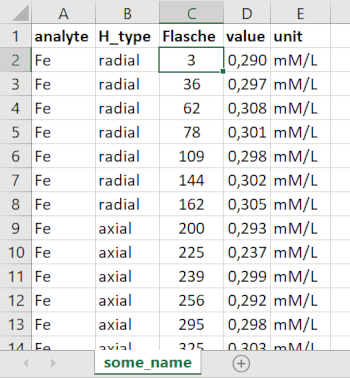 A B C D E
1 analyte H_type Flasche value unit
2 Fe radial 3 0,290 mM/L
3 Fe radial 36 0,297 mM/L
4 Fe radial 62 0,308 mM/L
5 Fe radial 78 0,301 mM/L
6 Fe radial 109 0,298 mM/L
7 Fe radial 144 0,302 mM/L
8 Fe radial 162 0,305 mM/L
9 Fe axial 200 0,293 mM/L
10 Fe axial 225 0,237 mM/L
11 Fe axial 239 0,299 mM/L
12 Fe axial 256 0,292 mM/L
13 Fe axial 295 0,298 mM/L
14 Fe axial 325 0,303 mM/L
some_name